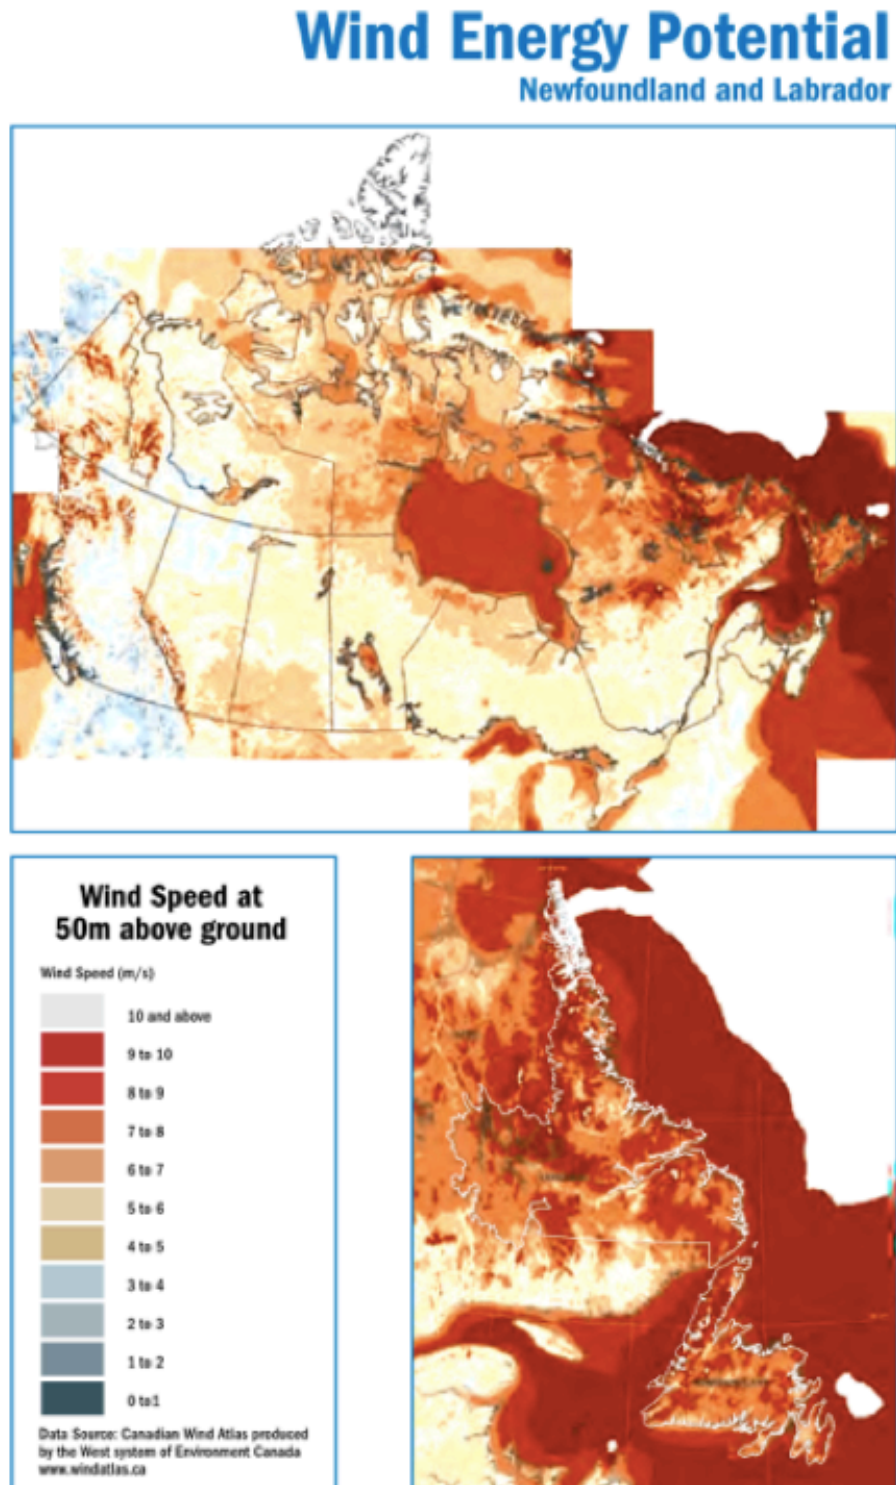 Wind Energy Potential
Newfoundland and Labrador
Wind Speed at
50m above ground
Wind Speed (m/s)
10 and above
9 to 10
8 to 9
7 to 8
6 to 7
5 to 6
4 to 5
3 to 4
2 to 3
1 to 2
0 to1
Data Source: Canadian Wind Atlas produced
by the West system of Environment Canada
www.windatlas.ca